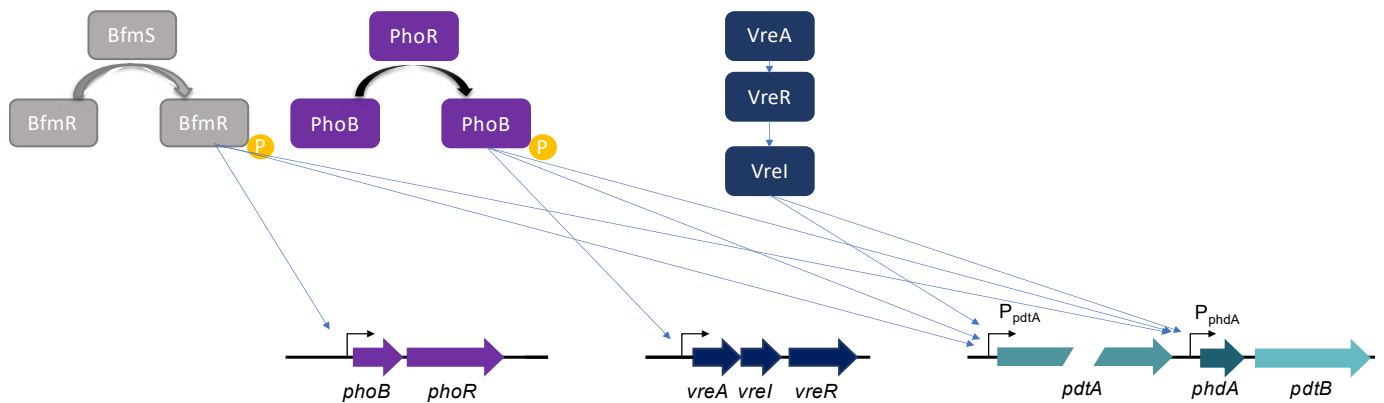 BfmS
PhoR
VreA
VreR
BfmR
BfmR
P
PhoB
PhoB
P
VreI
PpdtA
PphdA
phoB
phoR
vreA
vreI
vreR
pdtA
phdA
pdtB